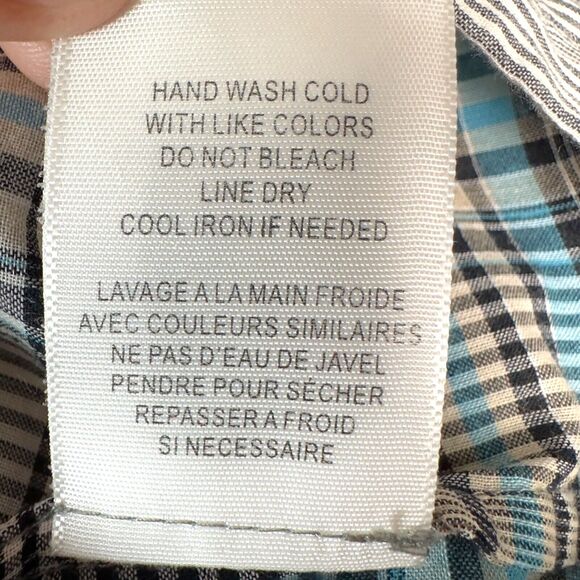 HAND WASH COLD
WITH LIKE COLORS
DO NOT BLEACH
LINE DRY
COOL IRON IF NEEDED
LAVAGE A LA MAIN FROIDE
AVEC COULEURS SIMILAIRES
NE PAS D'EAU DE JAVEL
PENDRE POUR SÉCHER
REPASSER A FROID
SI NECESSAIRE